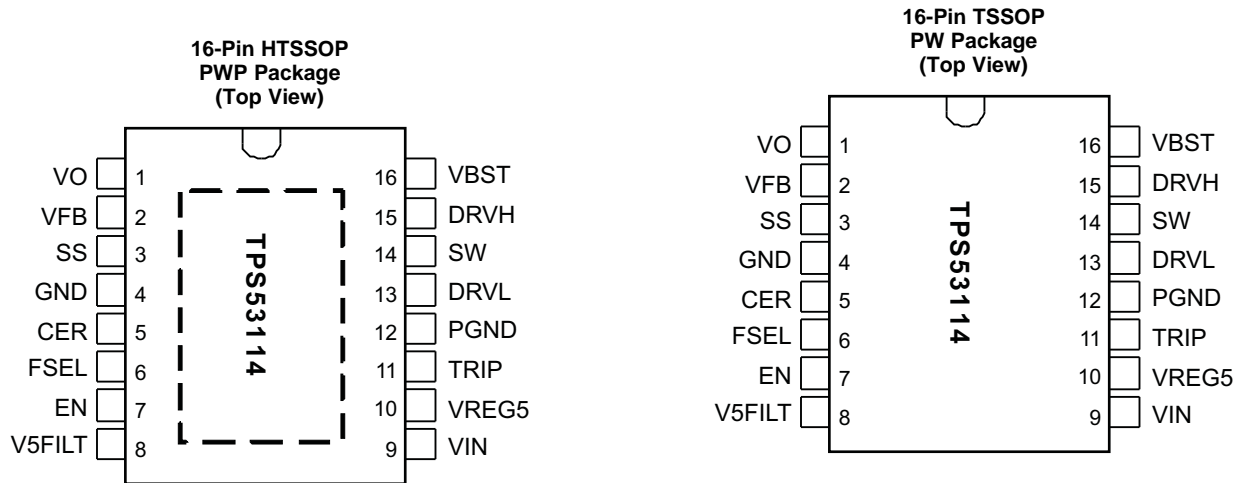 16-Pin HTSSOP
PWP Package
(Top View)
VO 1 16 VBST
VFB 2 15 DRVH
SS 3 14 SW
GND 4 13 DRVL
CER 5 12 PGND
FSEL 6 11 TRIP
EN 7 10 VREG5
V5FILT 8 9 VIN
TPS53114
16-Pin TSSOP
PW Package
(Top View)
VO 1 16 VBST
VFB 2 15 DRVH
SS 3 14 SW
GND 4 13 DRVL
CER 5 12 PGND
FSEL 6 11 TRIP
EN 7 10 VREG5
V5FILT 8 9 VIN
TPS53114